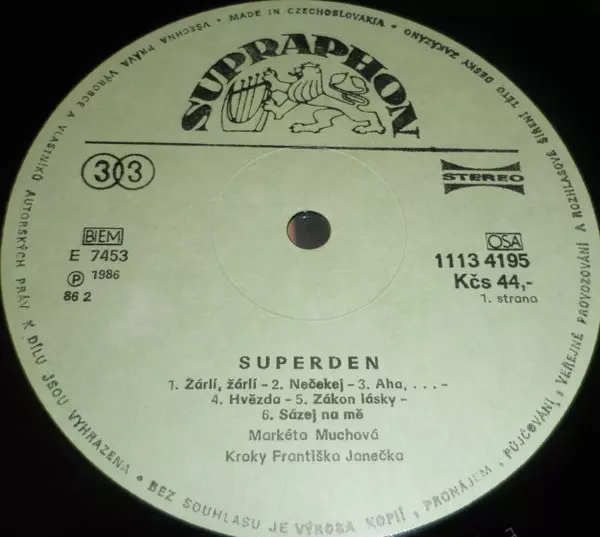 VŠECHNA PRÁVA VÝROBCE A VLASTNÍKŮ AUTORSKÝCH PRÁV K DÍLU JSOU VYHRAZENA • BEZ SOUHLASU JE VÝROBA KOPIÍ, PRONÁJEM, PŮJČOVÁNÍ, VEŘEJNÉ PROVOZOVÁNÍ A ROZHLASOVÉ ŠÍŘENÍ TÉTO DESKY ZAKÁZÁNO • MADE IN CZECHOSLOVAKIA •
SUPRAPHON
33
STEREO
BIEM
E 7453
℗ 1986
86 2
OSA
1113 4195
Kčs 44,-
1. strana
SUPERDEN
1. Žárlí, žárlí – 2. Nečekej – 3. Aha, . . . –
4. Hvězda – 5. Zákon lásky –
6. Sázej na mě
Markéta Muchová
Kroky Františka Janečka